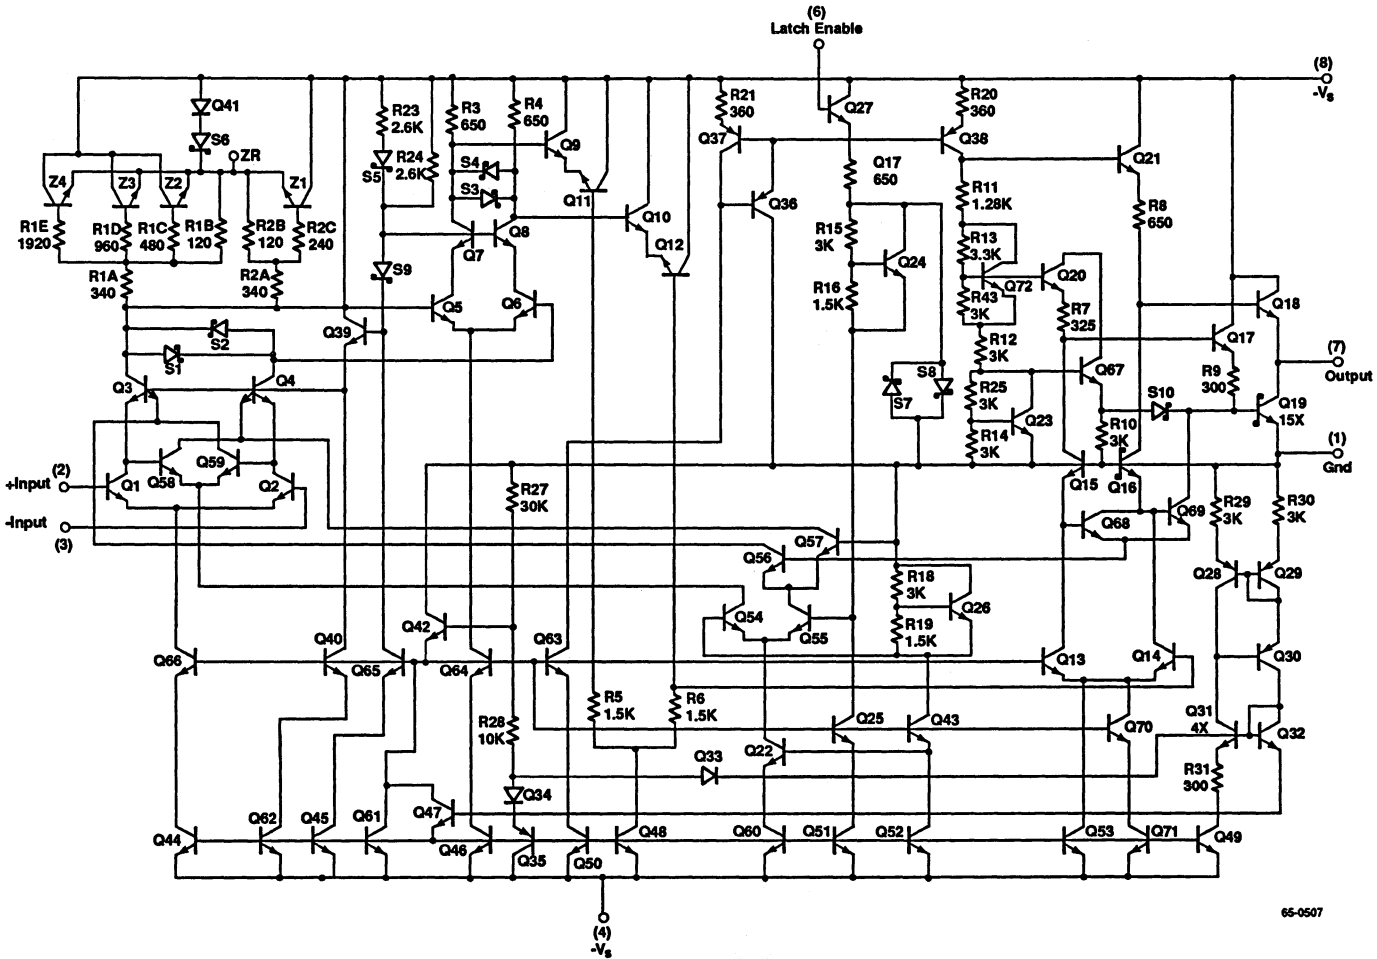 (6)
Latch Enable
(8)
-Vs
Q41
S6
ZR
Z4
Z3
Z2
Z1
R1E
1920
R1D
960
R1C
480
R1B
120
R2B
120
R2C
240
R1A
340
R2A
340
R23
2.6K
S5
R24
2.6K
S9
R3
650
R4
650
S4
S3
Q9
Q11
Q10
Q12
Q7
Q8
Q5
Q6
Q39
S2
S1
Q3
Q4
R21
360
Q37
Q36
Q27
Q17
650
R15
3K
R16
1.5K
Q24
S7
S8
R20
360
Q38
R11
1.28K
R13
3.3K
Q72
R43
3K
R12
3K
R25
3K
R14
3K
Q23
Q20
R7
325
Q67
R10
3K
Q21
R8
650
Q18
Q17
R9
300
S10
Q19
15X
(7)
Output
(1)
Gnd
(2)
+Input
-Input
(3)
Q1
Q58
Q59
Q2
R27
30K
Q57
Q56
Q54
Q55
R18
3K
R19
1.5K
Q26
Q15
Q16
Q68
Q69
R29
3K
R30
3K
Q28
Q29
Q30
Q66
Q40
Q65
Q42
Q64
Q63
R5
1.5K
R6
1.5K
R28
10K
Q33
Q34
Q22
Q25
Q43
Q13
Q14
Q70
Q31
4X
Q32
R31
300
Q44
Q62
Q45
Q61
Q47
Q46
Q35
Q50
Q48
Q60
Q51
Q52
Q53
Q71
Q49
(4)
-Vs
65-0507